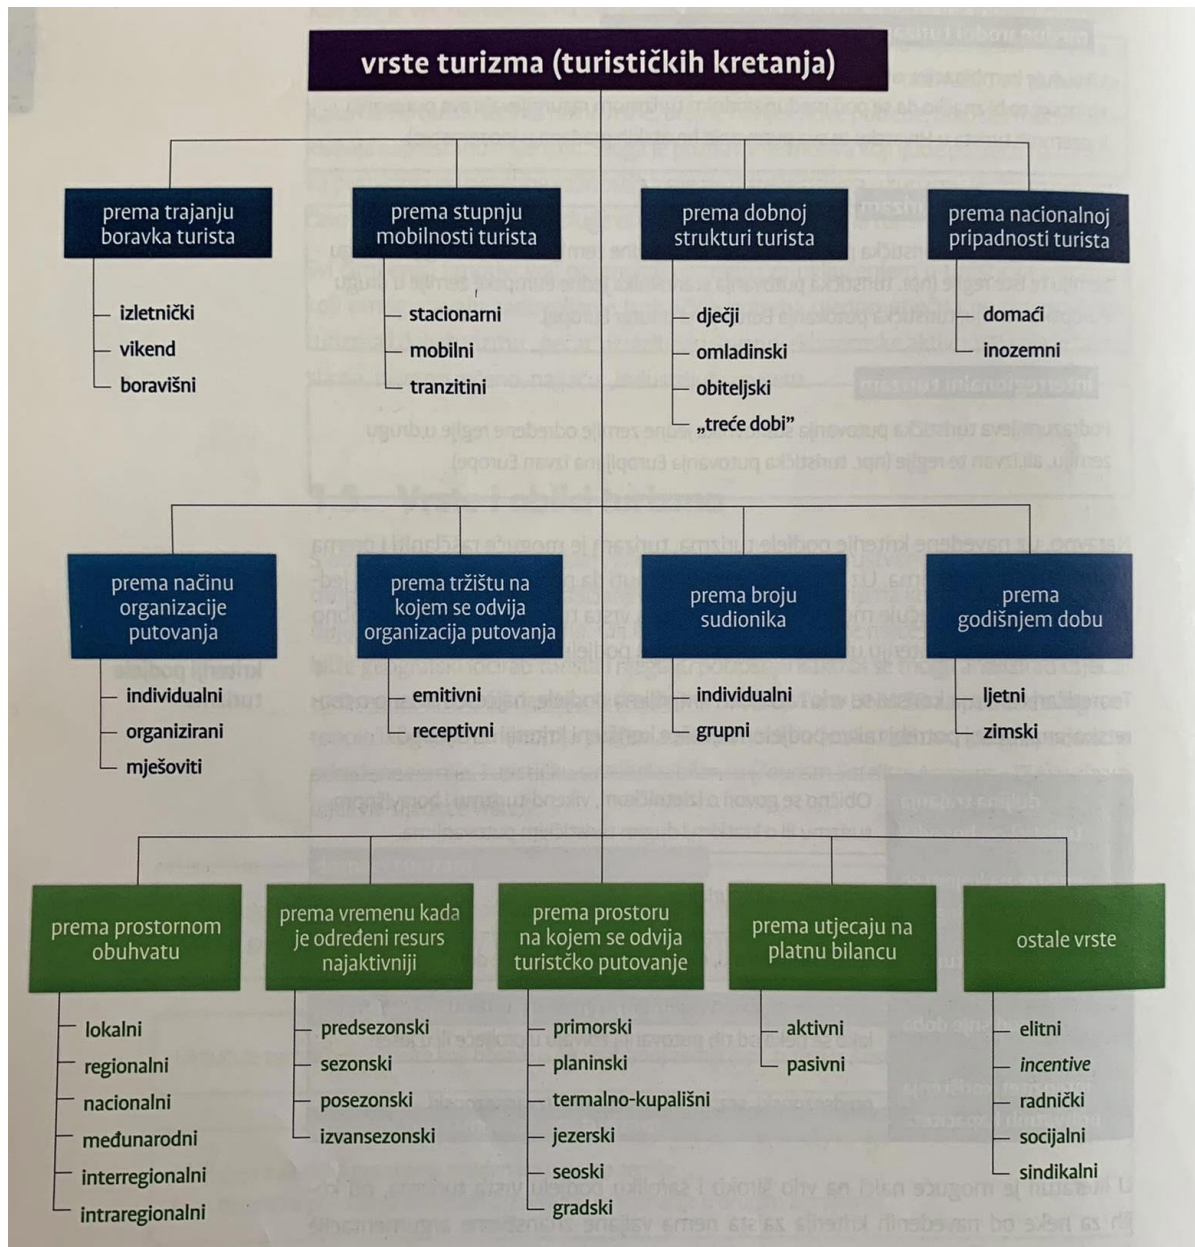 vrste turizma (turističkih kretanja)
prema trajanju
boravka turista
izletnički
vikend
boravišni
prema stupnju
mobilnosti turista
stacionarni
mobilni
tranzitini
prema dobnoj
strukturi turista
dječji
omladinski
obiteljski
„treće dobi”
prema nacionalnoj
pripadnosti turista
domaći
inozemni
prema načinu
organizacije
putovanja
individualni
organizirani
mješoviti
prema tržištu na
kojem se odvija
organizacija putovanja
emitivni
receptivni
prema broju
sudionika
individualni
grupni
prema
godišnjem dobu
ljetni
zimski
prema prostornom
obuhvatu
lokalni
regionalni
nacionalni
međunarodni
interregionalni
intraregionalni
prema vremenu kada
je određeni resurs
najaktivniji
predsezonski
sezonski
posezonski
izvansezonski
prema prostoru
na kojem se odvija
turistčko putovanje
primorski
planinski
termalno-kupališni
jezerski
seoski
gradski
prema utjecaju na
platnu bilancu
aktivni
pasivni
ostale vrste
elitni
incentive
radnički
socijalni
sindikalni